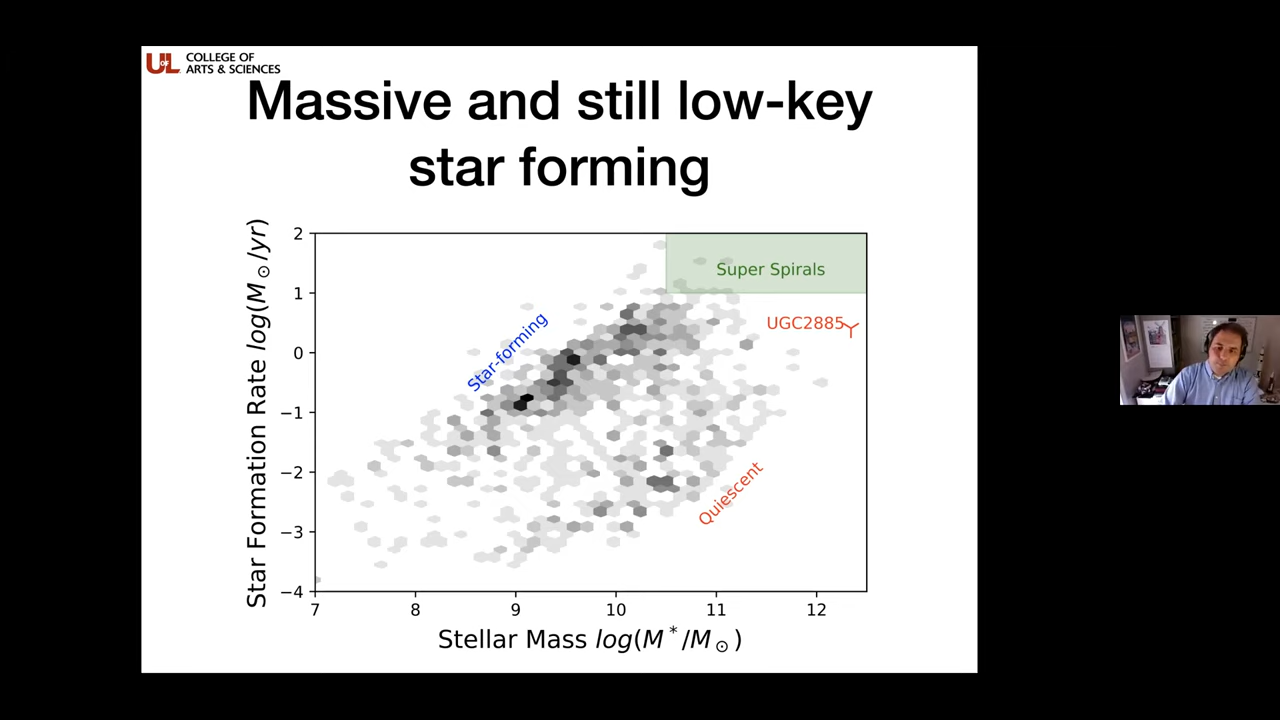 UofL COLLEGE OF
ARTS & SCIENCES
Massive and still low-key
star forming
Star Formation Rate log(M⊙/yr)
2
1
0
−1
−2
−3
−4
Super Spirals
UGC2885
Star-forming
Quiescent
7 8 9 10 11 12
Stellar Mass log(M*/M⊙)